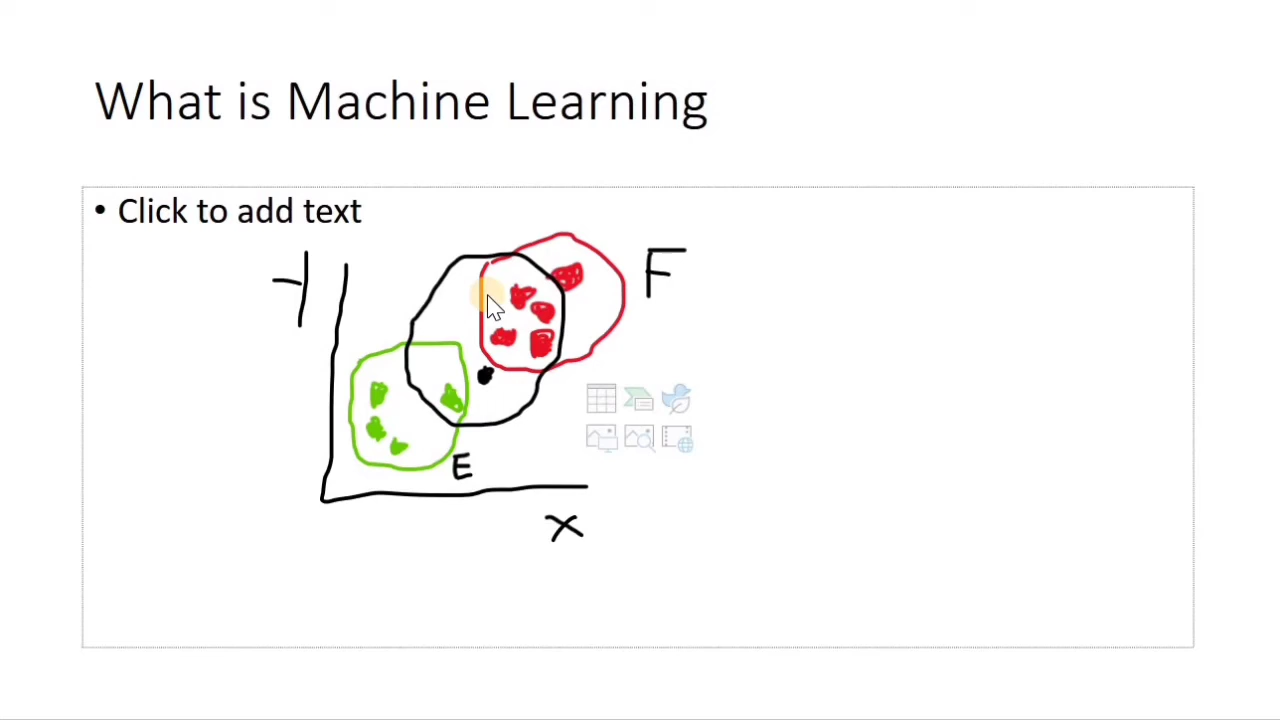 What is Machine Learning
• Click to add text
F
Y
E
X